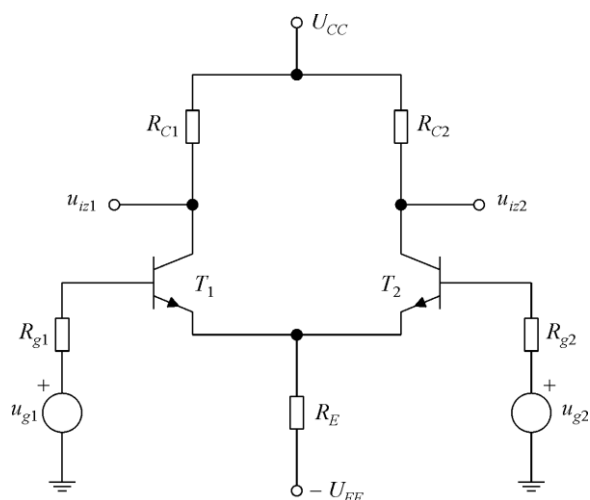 U_CC
R_C1
R_C2
u_iz1
u_iz2
T_1
T_2
R_g1
R_g2
+
+
u_g1
R_E
u_g2
– U_EE